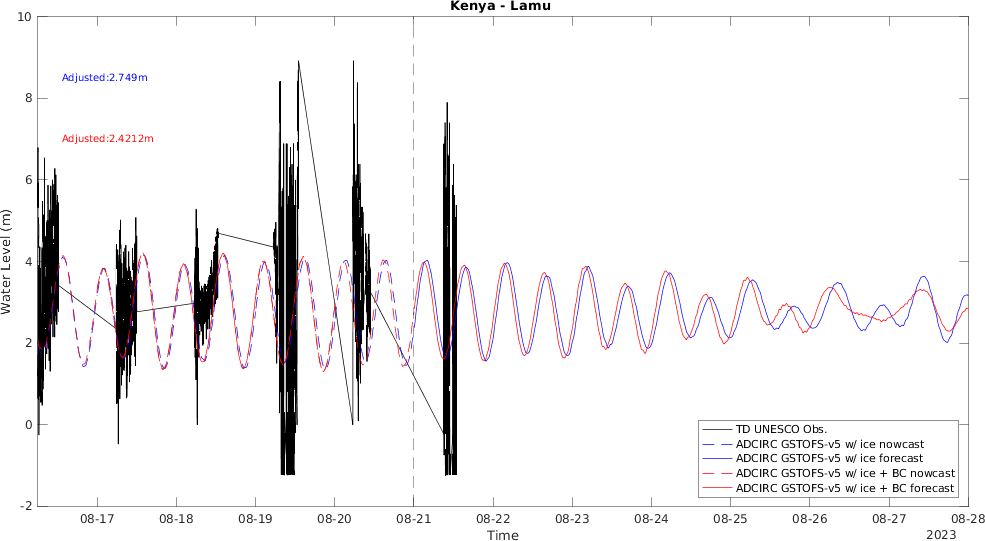 Kenya - Lamu
10
8
6
4
2
0
-2
Water Level (m)
Adjusted:2.749m
Adjusted:2.4212m
TD UNESCO Obs.
ADCIRC GSTOFS-v5 w/ ice nowcast
ADCIRC GSTOFS-v5 w/ ice forecast
ADCIRC GSTOFS-v5 w/ ice + BC nowcast
ADCIRC GSTOFS-v5 w/ ice + BC forecast
08-17 08-18 08-19 08-20 08-21 08-22 08-23 08-24 08-25 08-26 08-27 08-28
Time
2023